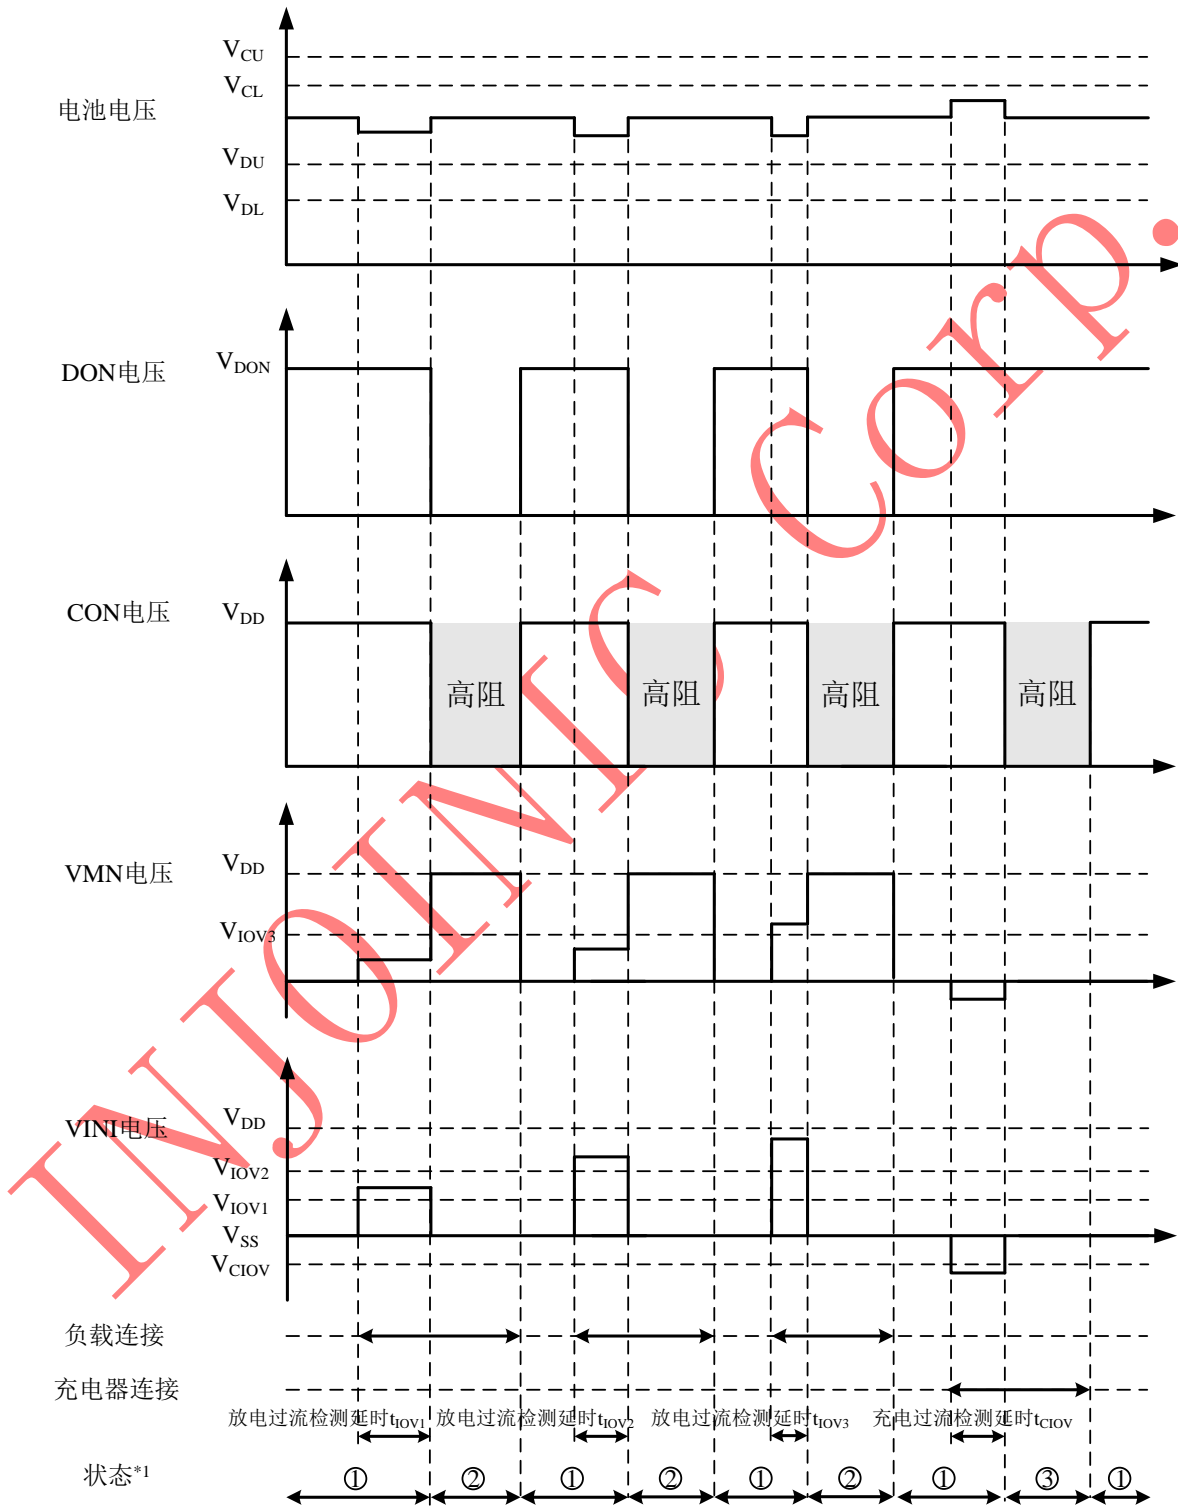 V_CU
V_CL
电池电压
V_DU
V_DL
DON电压
V_DON
CON电压
V_DD
高阻 高阻 高阻 高阻
VMN电压
V_DD
V_IOV3
VINI电压
V_DD
V_IOV2
V_IOV1
V_SS
V_CIOV
负载连接
充电器连接
放电过流检测延时t_IOV1 放电过流检测延时t_IOV2 放电过流检测延时t_IOV3 充电过流检测延时t_CIOV
状态*1
① ② ① ② ① ② ① ③ ①
INJOINIC Corp.